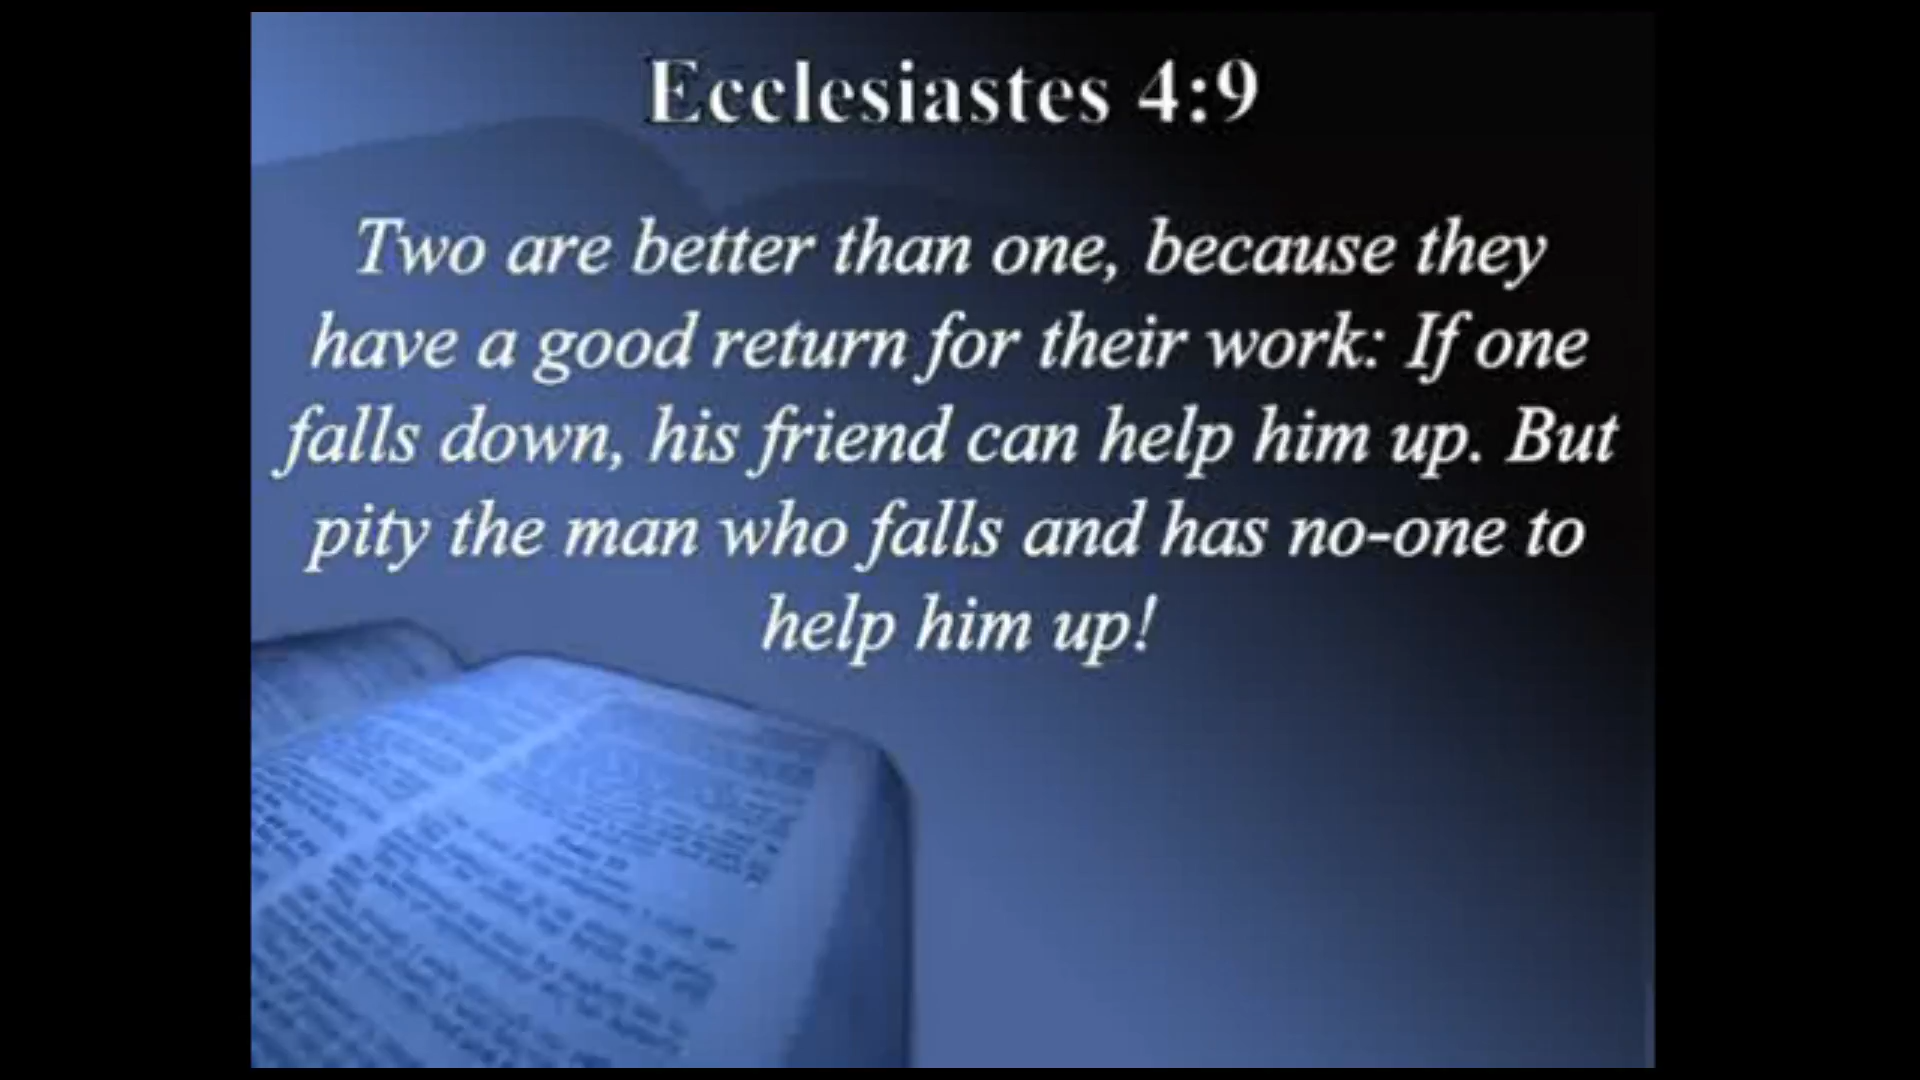 Ecclesiastes 4:9
Two are better than one, because they
have a good return for their work: If one
falls down, his friend can help him up. But
pity the man who falls and has no-one to
help him up!